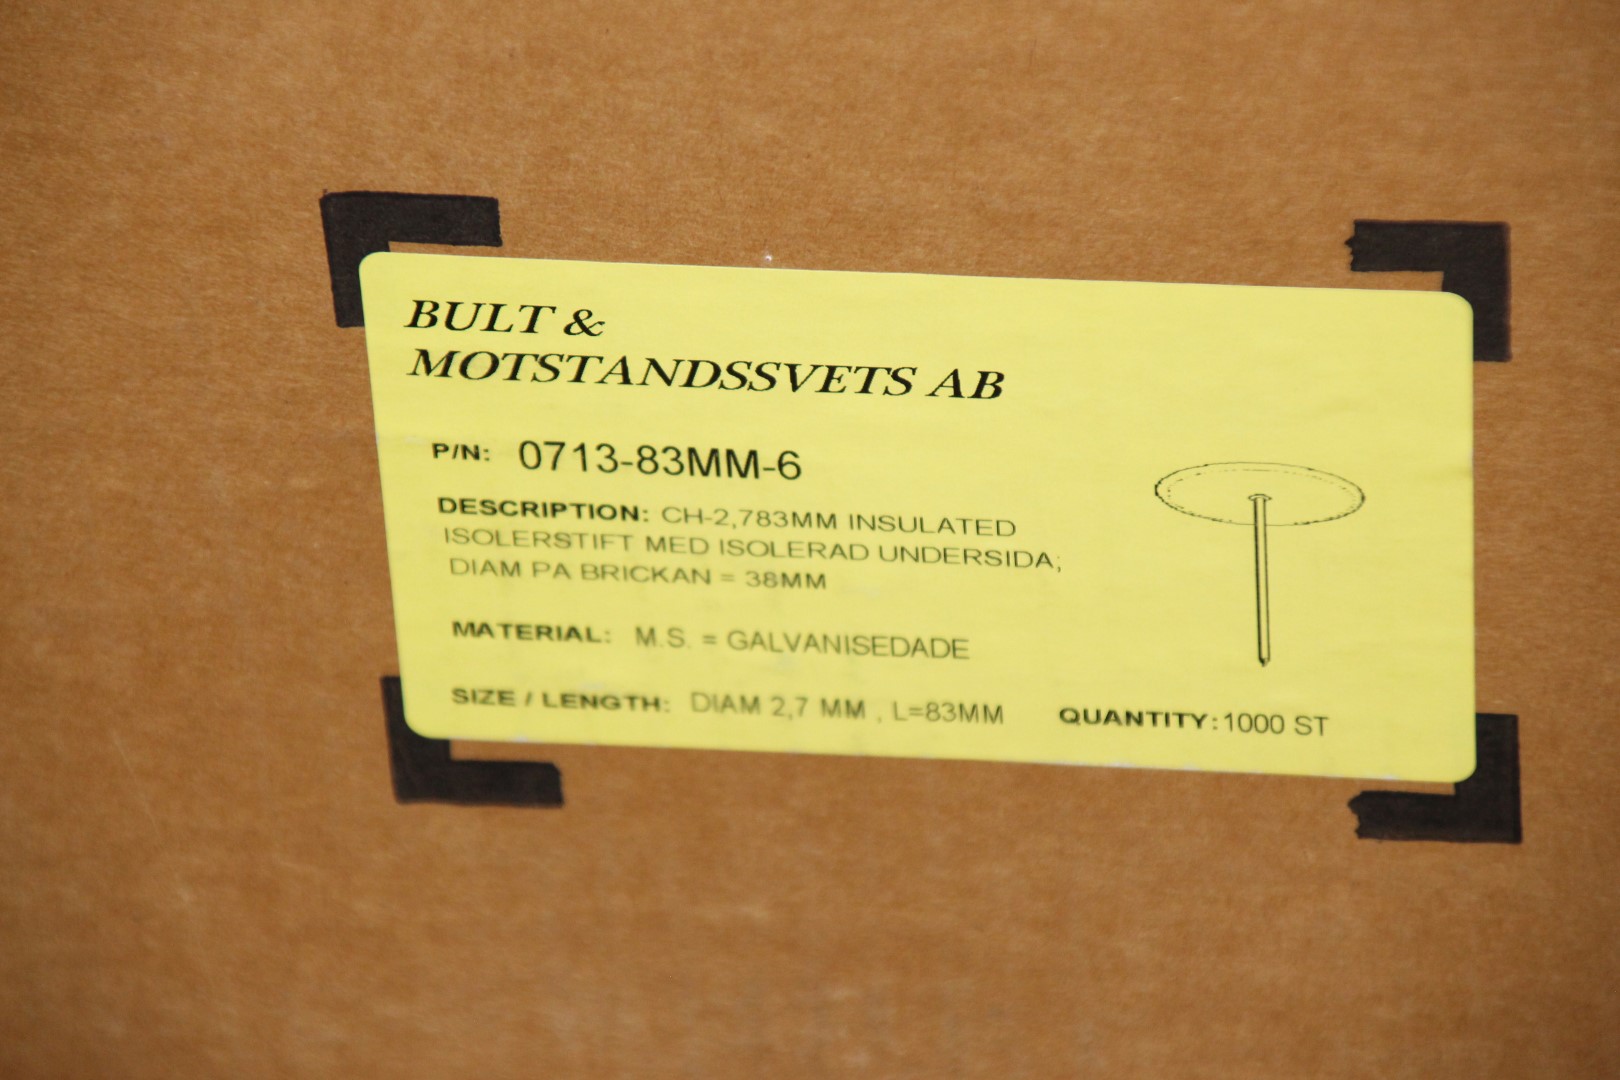 BULT &
MOTSTANDSSVETS AB
P/N: 0713-83MM-6
DESCRIPTION: CH-2,783MM INSULATED
ISOLERSTIFT MED ISOLERAD UNDERSIDA;
DIAM PA BRICKAN = 38MM
MATERIAL: M.S. = GALVANISEDADE
SIZE / LENGTH: DIAM 2,7 MM , L=83MM QUANTITY: 1000 ST